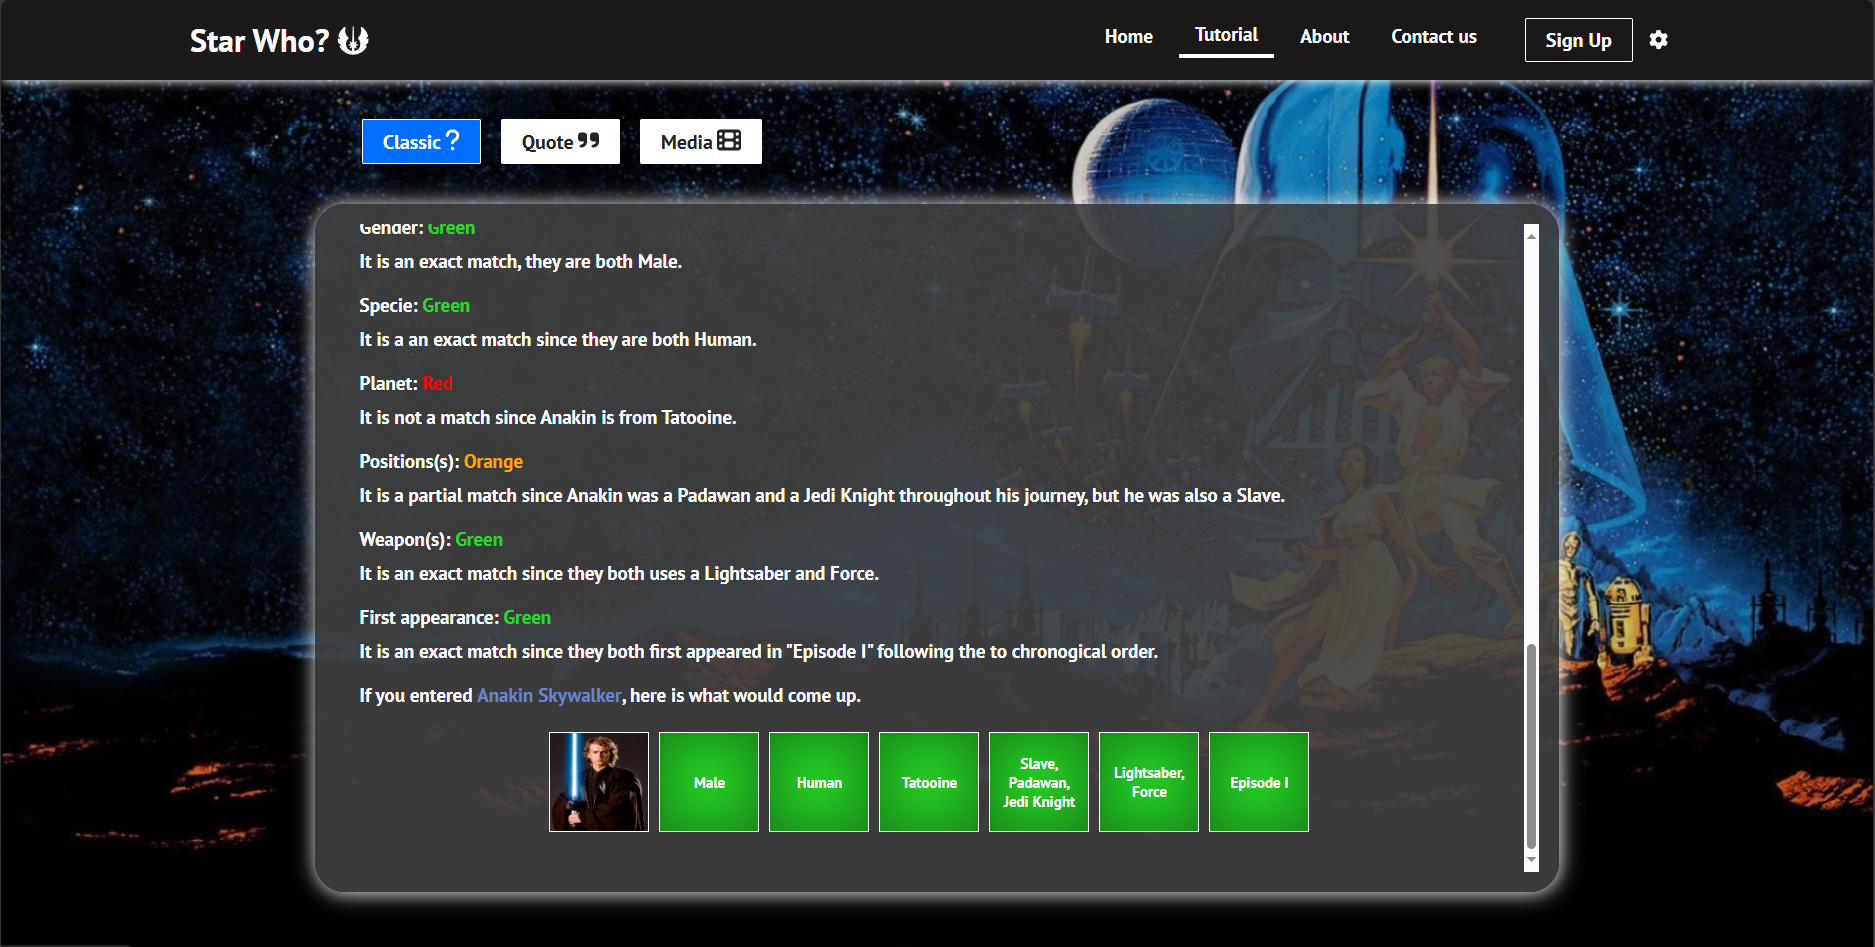 Star Who?
Home
Tutorial
About
Contact us
Sign Up
Classic ?
Quote
Media
Gender: Green
It is an exact match, they are both Male.
Specie: Green
It is a an exact match since they are both Human.
Planet: Red
It is not a match since Anakin is from Tatooine.
Positions(s): Orange
It is a partial match since Anakin was a Padawan and a Jedi Knight throughout his journey, but he was also a Slave.
Weapon(s): Green
It is an exact match since they both uses a Lightsaber and Force.
First appearance: Green
It is an exact match since they both first appeared in "Episode I" following the to chronogical order.
If you entered Anakin Skywalker, here is what would come up.
Male
Human
Tatooine
Slave,
Padawan,
Jedi Knight
Lightsaber,
Force
Episode I